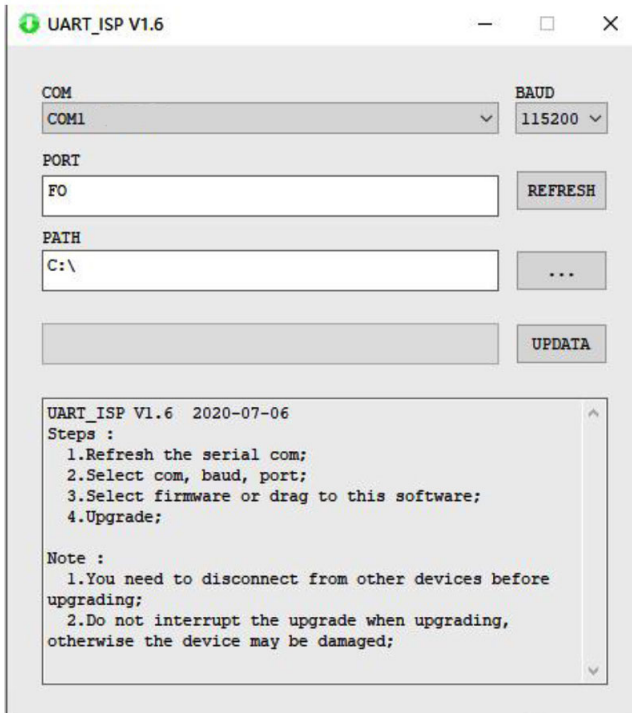 UART_ISP V1.6
COM
BAUD
COM1
115200
PORT
FO
REFRESH
PATH
C:\
...
UPDATA
UART_ISP V1.6  2020-07-06
Steps :
1.Refresh the serial com;
2.Select com, baud, port;
3.Select firmware or drag to this software;
4.Upgrade;
Note :
1.You need to disconnect from other devices before
upgrading;
2.Do not interrupt the upgrade when upgrading,
otherwise the device may be damaged;